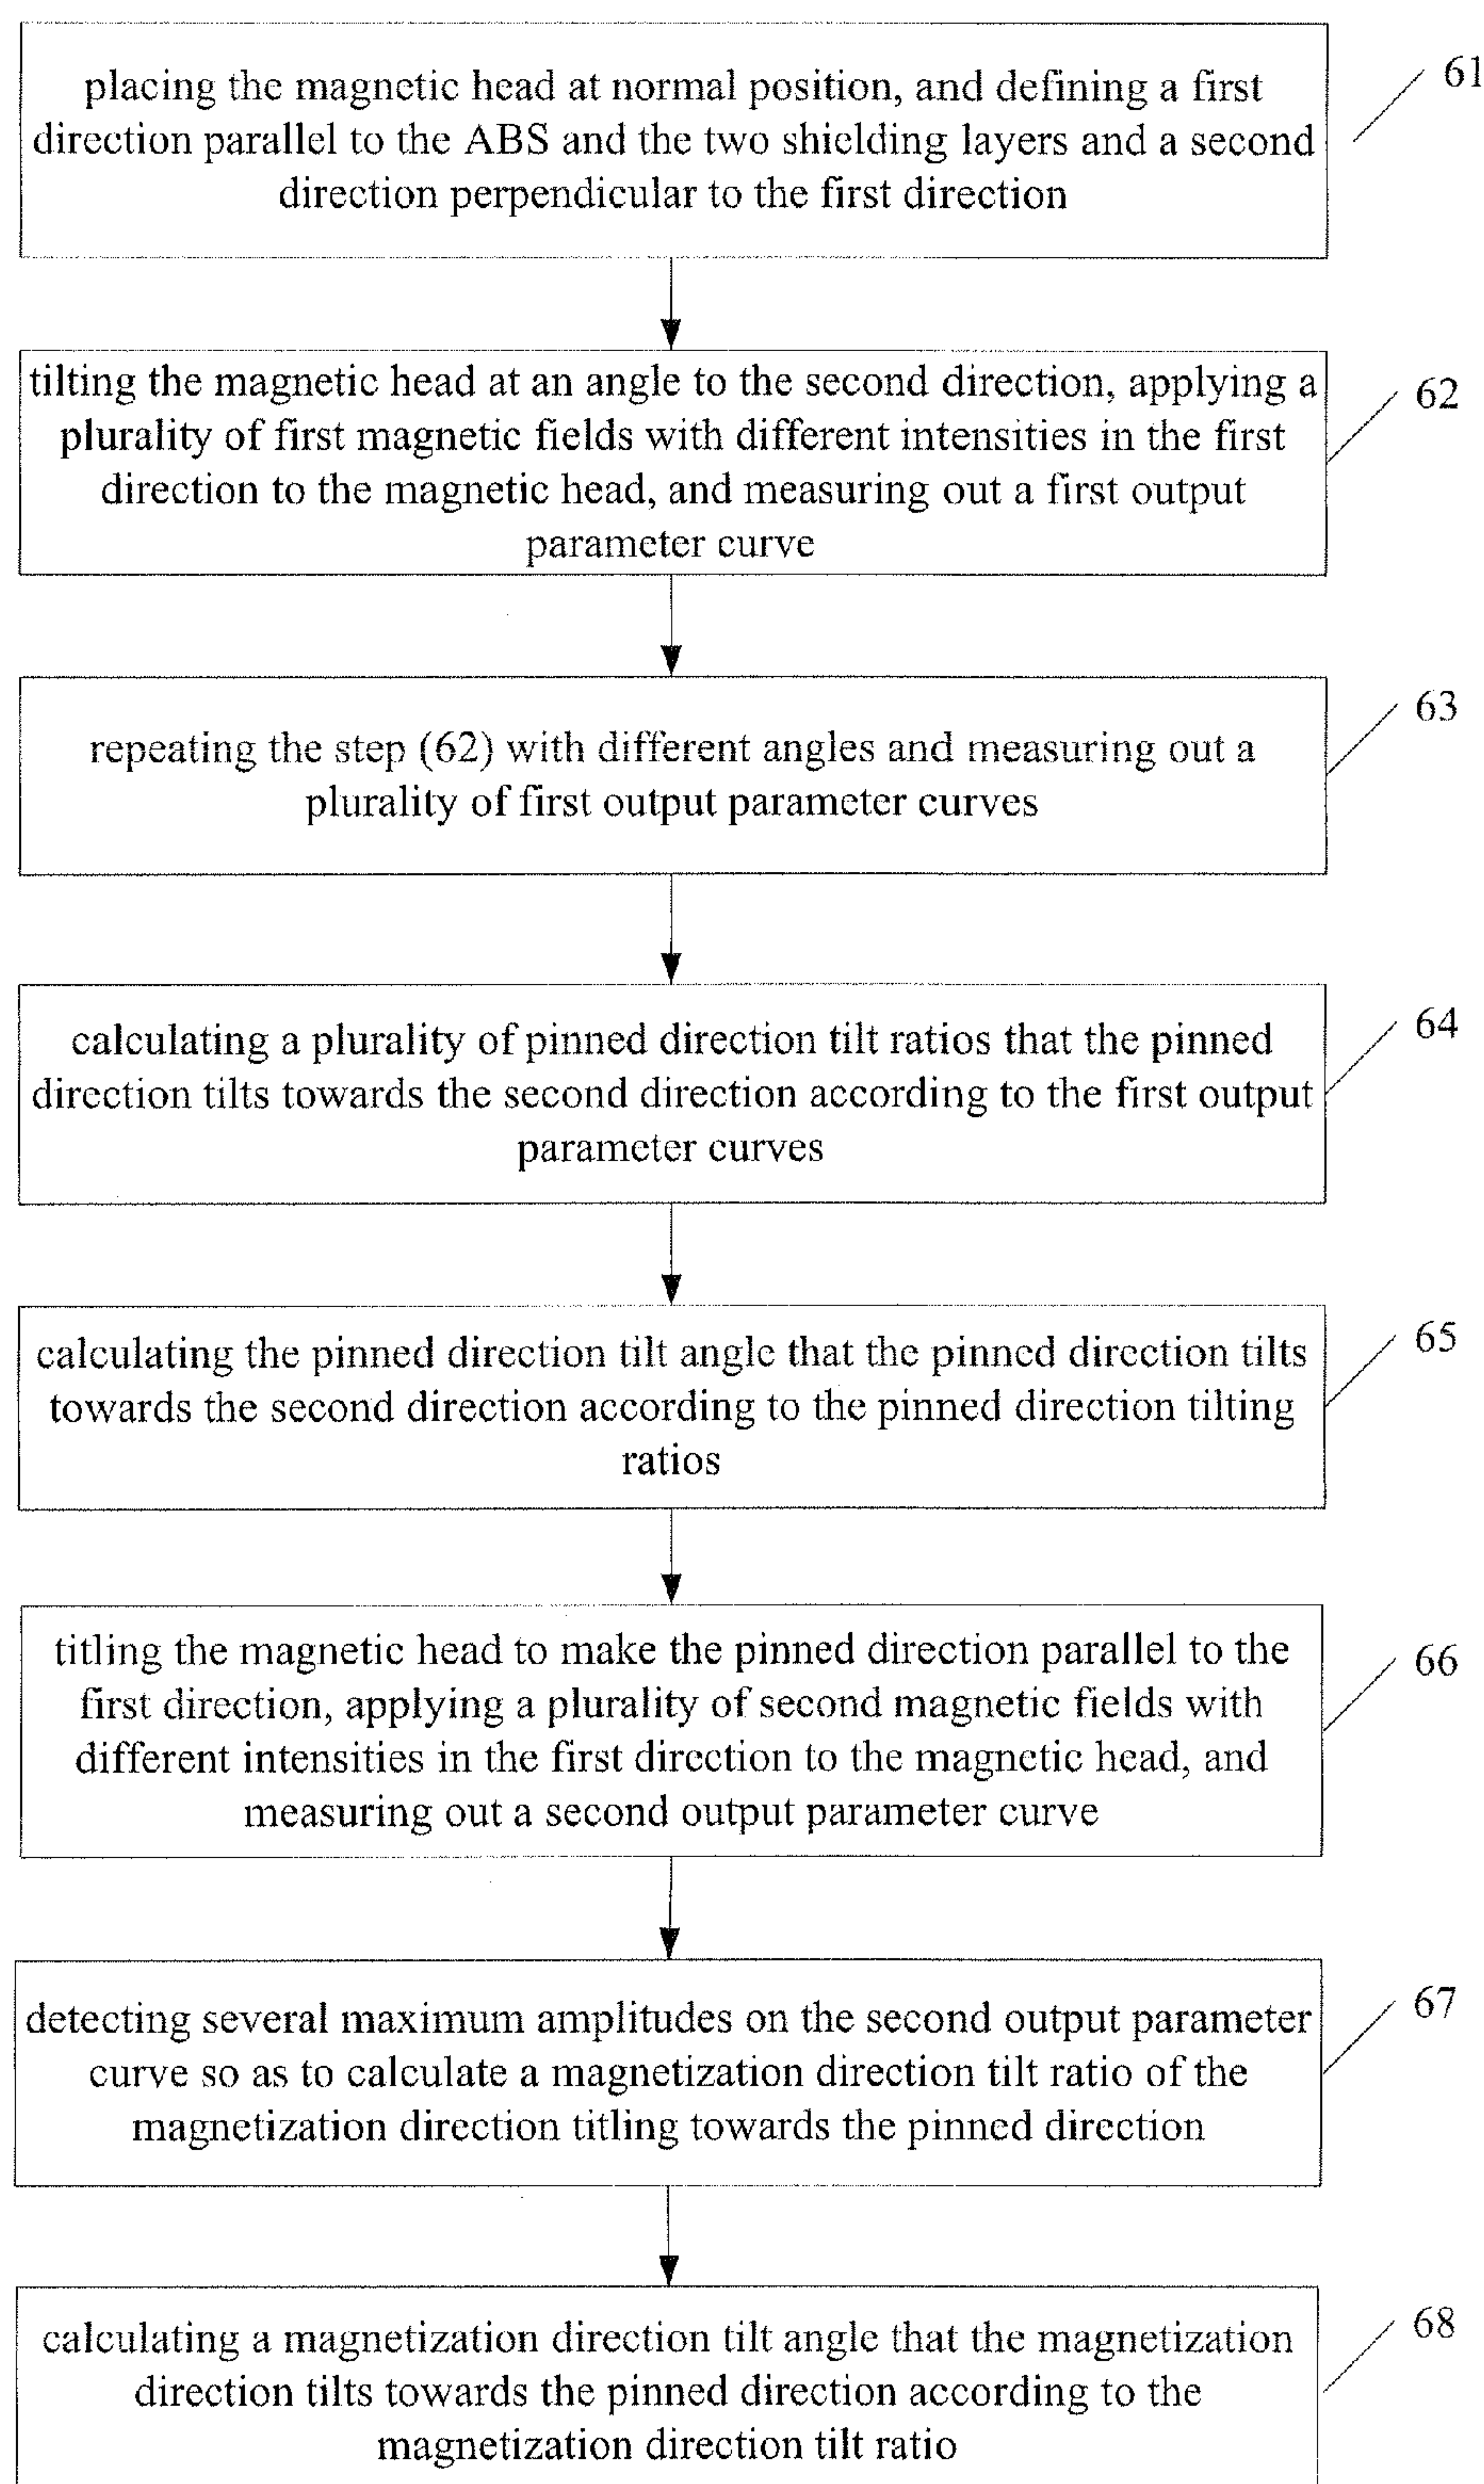 placing the magnetic head at normal position, and defining a first
direction parallel to the ABS and the two shielding layers and a second
direction perpendicular to the first direction
61
tilting the magnetic head at an angle to the second direction, applying a
plurality of first magnetic fields with different intensities in the first
direction to the magnetic head, and measuring out a first output
parameter curve
62
repeating the step (62) with different angles and measuring out a
plurality of first output parameter curves
63
calculating a plurality of pinned direction tilt ratios that the pinned
direction tilts towards the second direction according to the first output
parameter curves
64
calculating the pinned direction tilt angle that the pinned direction tilts
towards the second direction according to the pinned direction tilting
ratios
65
titling the magnetic head to make the pinned direction parallel to the
first direction, applying a plurality of second magnetic fields with
different intensities in the first direction to the magnetic head, and
measuring out a second output parameter curve
66
detecting several maximum amplitudes on the second output parameter
curve so as to calculate a magnetization direction tilt ratio of the
magnetization direction titling towards the pinned direction
67
calculating a magnetization direction tilt angle that the magnetization
direction tilts towards the pinned direction according to the
magnetization direction tilt ratio
68